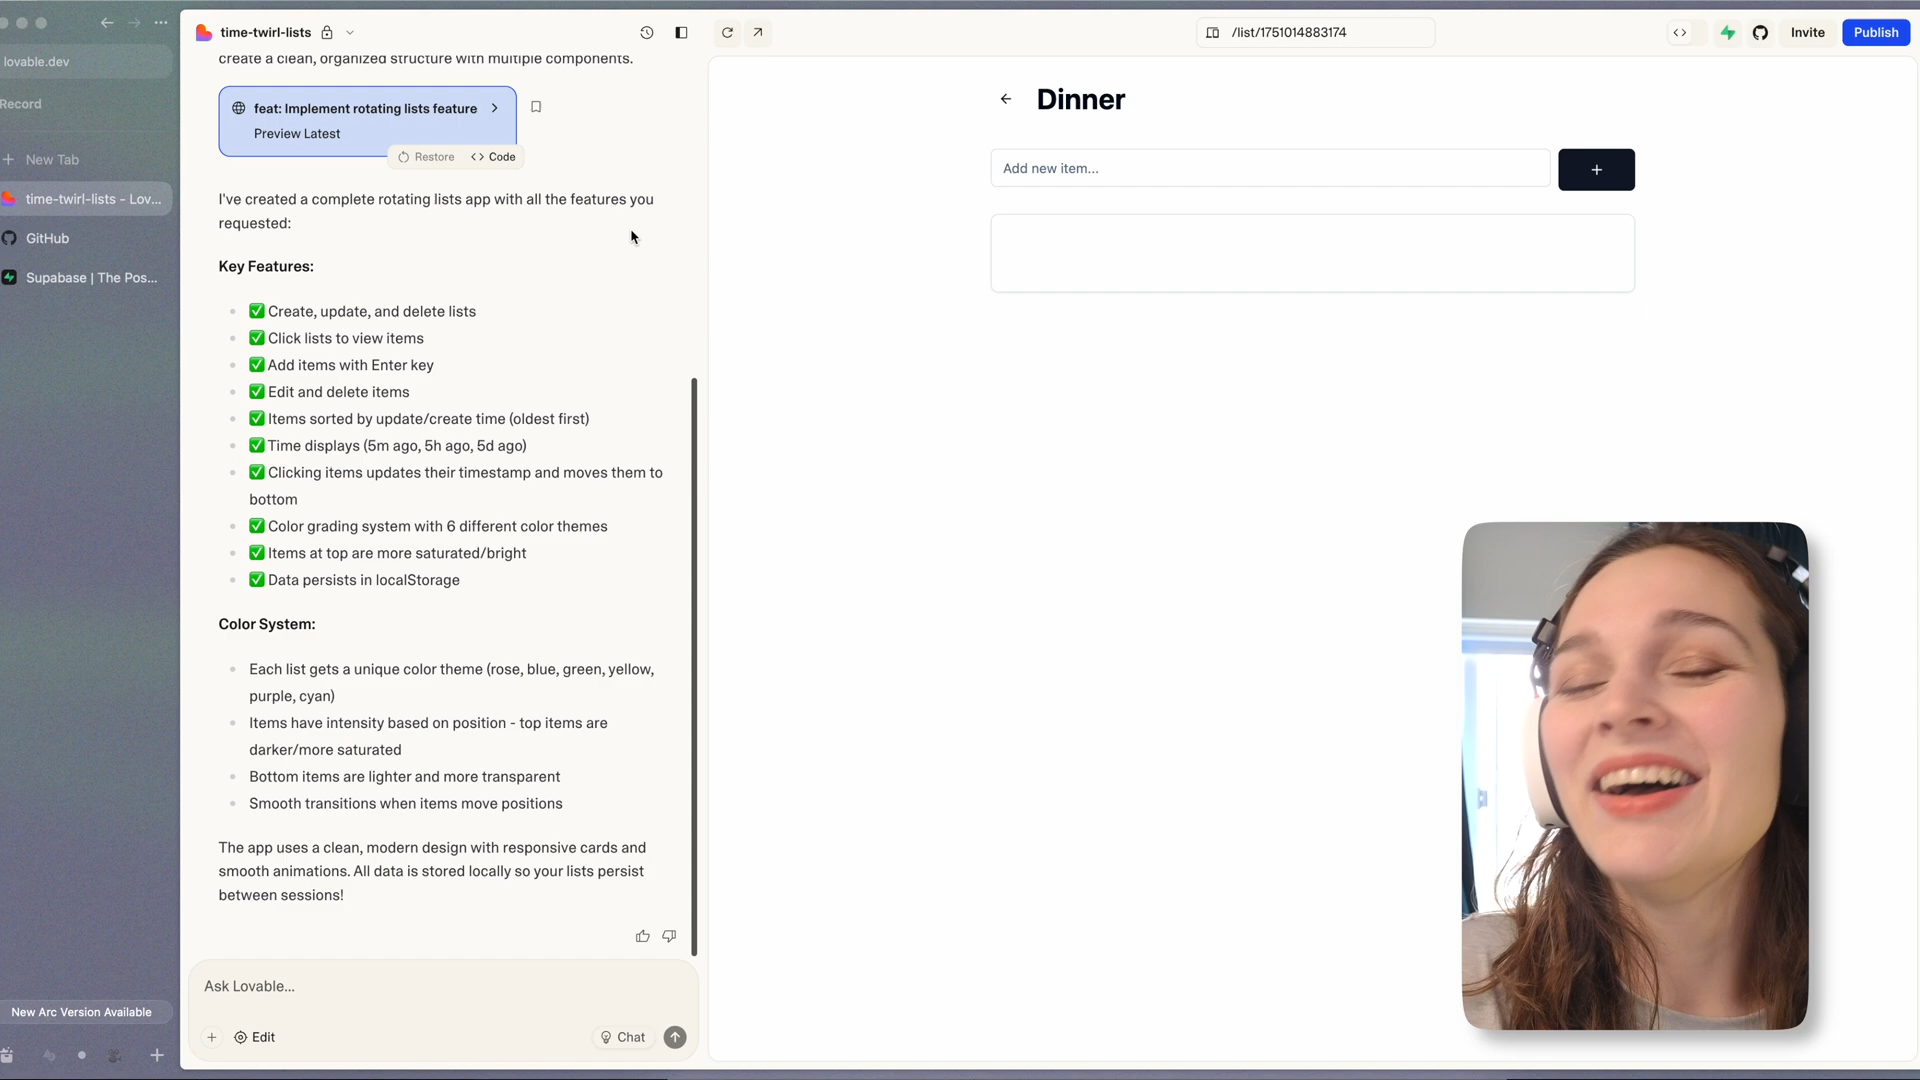 lovable.dev
Record
New Tab
time-twirl-lists - Lov...
GitHub
Supabase | The Pos...
New Arc Version Available
time-twirl-lists
create a clean, organized structure with multiple components.
feat: Implement rotating lists feature
Preview Latest
Restore
Code
I've created a complete rotating lists app with all the features you
requested:
Key Features:
✅ Create, update, and delete lists
✅ Click lists to view items
✅ Add items with Enter key
✅ Edit and delete items
✅ Items sorted by update/create time (oldest first)
✅ Time displays (5m ago, 5h ago, 5d ago)
✅ Clicking items updates their timestamp and moves them to
bottom
✅ Color grading system with 6 different color themes
✅ Items at top are more saturated/bright
✅ Data persists in localStorage
Color System:
Each list gets a unique color theme (rose, blue, green, yellow,
purple, cyan)
Items have intensity based on position - top items are
darker/more saturated
Bottom items are lighter and more transparent
Smooth transitions when items move positions
The app uses a clean, modern design with responsive cards and
smooth animations. All data is stored locally so your lists persist
between sessions!
Ask Lovable...
Edit
Chat
/list/1751014883174
Invite
Publish
Dinner
Add new item...
+